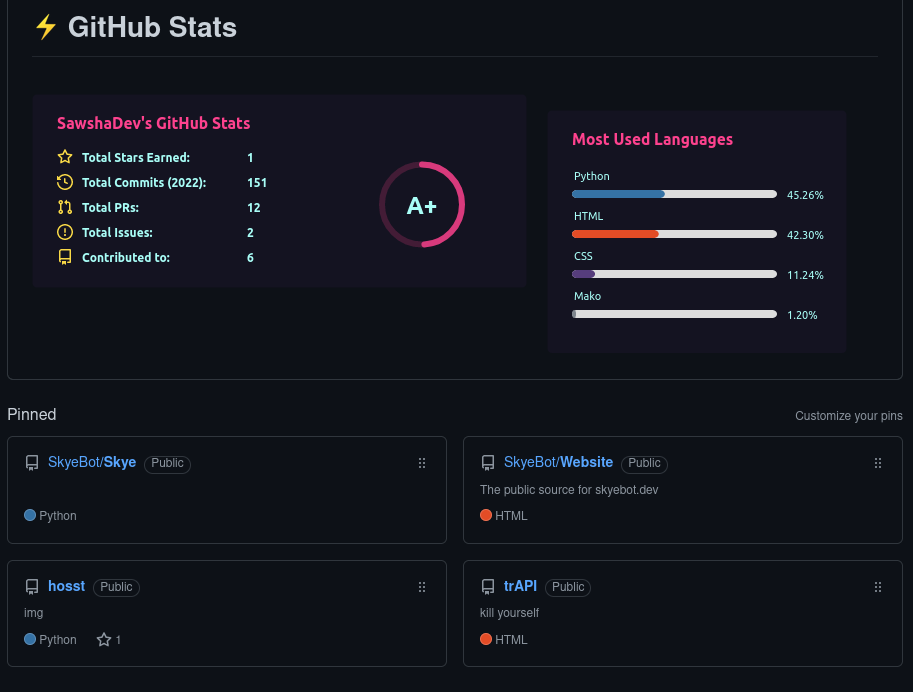 ⚡ GitHub Stats
SawshaDev's GitHub Stats
Total Stars Earned: 1
Total Commits (2022): 151
Total PRs: 12
Total Issues: 2
Contributed to: 6
A+
Most Used Languages
Python
45.26%
HTML
42.30%
CSS
11.24%
Mako
1.20%
Pinned
Customize your pins
SkyeBot/Skye Public
Python
SkyeBot/Website Public
The public source for skyebot.dev
HTML
hosst Public
img
Python 1
trAPI Public
kill yourself
HTML